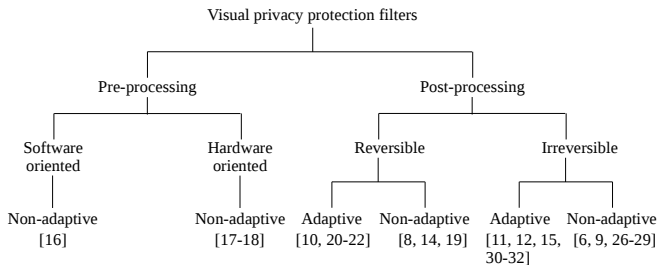 Visual privacy protection filters
Pre-processing
Post-processing
Software
oriented
Hardware
oriented
Reversible
Irreversible
Non-adaptive
[16]
Non-adaptive
[17-18]
Adaptive
[10, 20-22]
Non-adaptive
[8, 14, 19]
Adaptive
[11, 12, 15,
30-32]
Non-adaptive
[6, 9, 26-29]